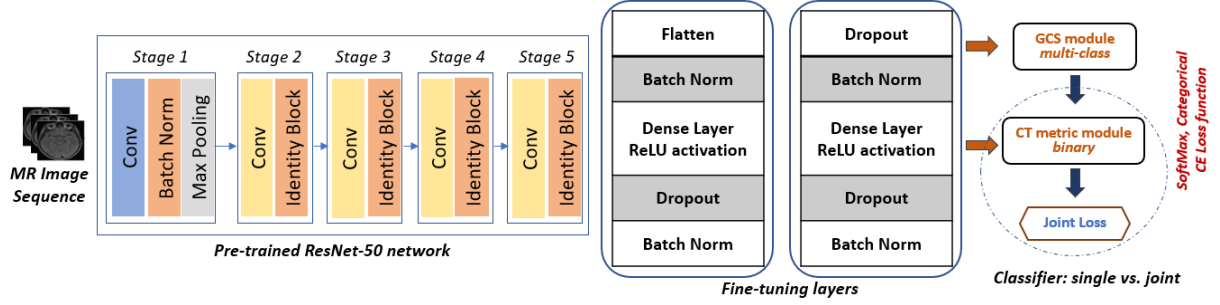 MR Image
Sequence
Stage 1
Conv
Batch Norm
Max Pooling
Stage 2
Conv
Identity Block
Stage 3
Conv
Identity Block
Stage 4
Conv
Identity Block
Stage 5
Conv
Identity Block
Pre-trained ResNet-50 network
Flatten
Batch Norm
Dense Layer
ReLU activation
Dropout
Batch Norm
Dropout
Batch Norm
Dense Layer
ReLU activation
Batch Norm
Batch Norm
Fine-tuning layers
GCS module
multi-class
CT metric module
binary
Joint Loss
SoftMax, Categorical
CE Loss function
Classifier: single vs. joint